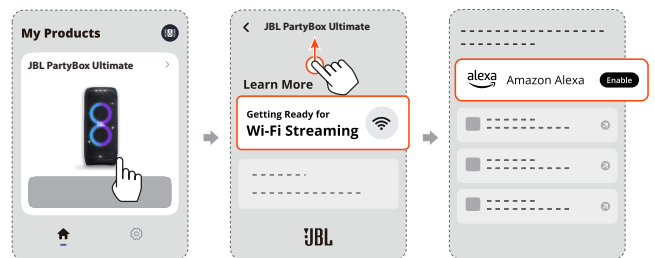 My Products
JBL PartyBox Ultimate
JBL PartyBox Ultimate
Learn More
Getting Ready for
Wi-Fi Streaming
JBL
alexa
Amazon Alexa
Enable